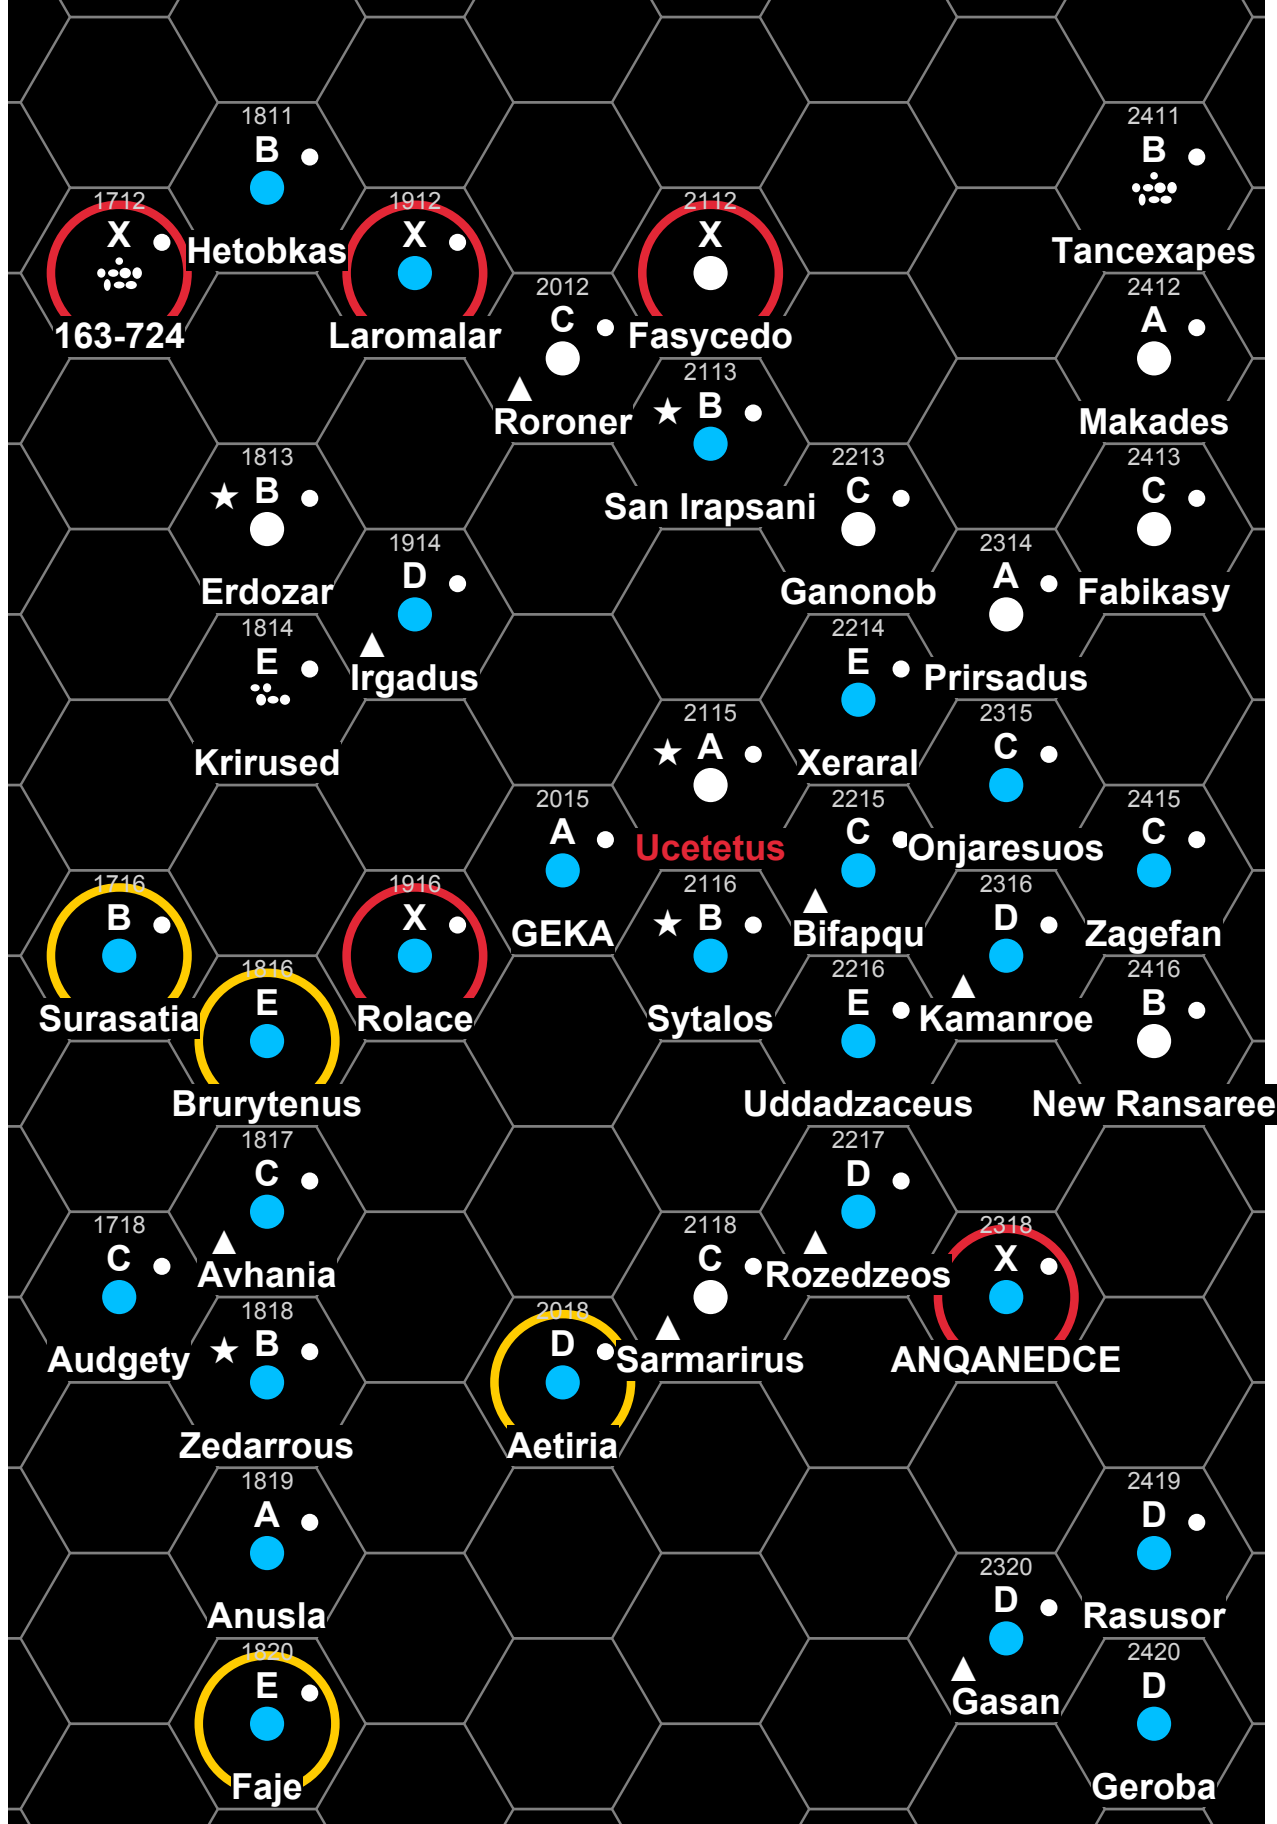 1811
B
Hetobkas
2411
B
Tancexapes
1712
X
163-724
1912
X
Laromalar
2112
X
Fasycedo
2012
C
Roroner
2412
A
Makades
2113
B
San Irapsani
1813
B
Erdozar
2213
C
Ganonob
2413
C
Fabikasy
1914
D
Irgadus
2314
A
Prirsadus
1814
E
Krirused
2214
E
Xeraral
2115
A
Ucetetus
2315
C
Onjaresuos
2015
A
GEKA
2215
C
Bifapqu
2415
C
Zagefan
1716
B
Surasatia
1916
X
Rolace
2116
B
Sytalos
2316
D
Kamanroe
1816
E
Brurytenus
2216
E
Uddadzaceus
2416
B
New Ransaree
1817
C
Avhania
2217
D
Rozedzeos
1718
C
Audgety
2118
C
Sarmarirus
2318
X
ANQANEDCE
1818
B
Zedarrous
2018
D
Aetiria
1819
A
Anusla
2419
D
Rasusor
2320
D
Gasan
1820
E
Faje
2420
D
Geroba